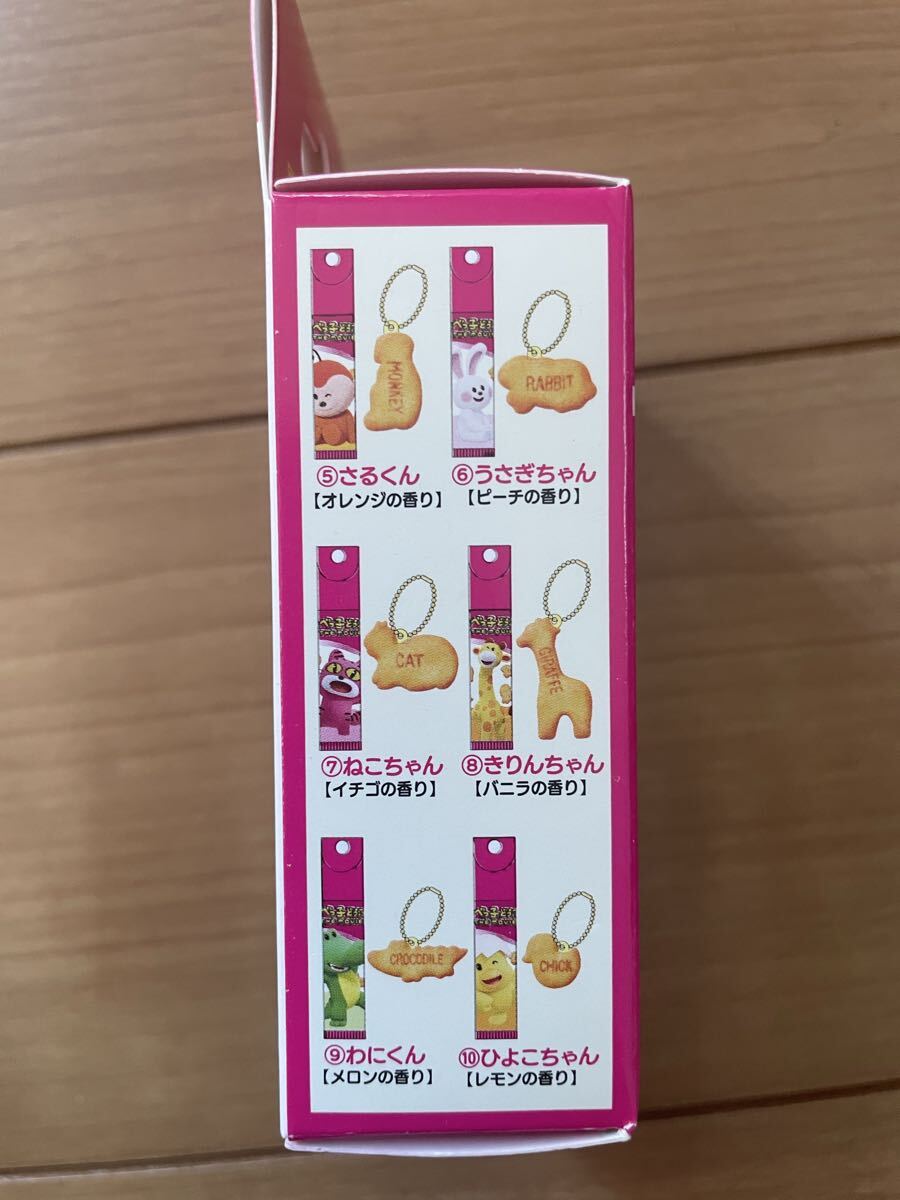 MONKEY
RABBIT
⑤さるくん
⑥うさぎちゃん
【オレンジの香り】
【ピーチの香り】
CAT
GIRAFFE
⑦ねこちゃん
⑧きりんちゃん
【イチゴの香り】
【バニラの香り】
CROCODILE
CHICK
⑨わにくん
⑩ひよこちゃん
【メロンの香り】
【レモンの香り】